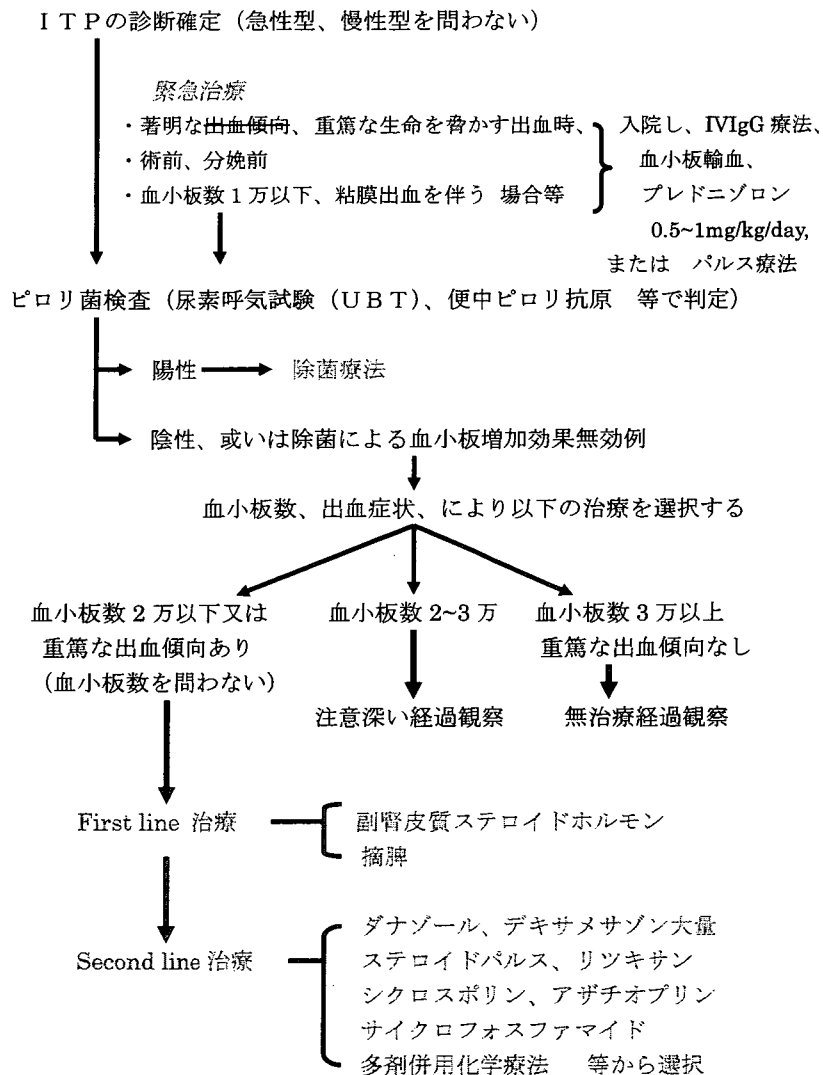 ＩＴＰの診断確定（急性型、慢性型を問わない）
緊急治療
・著明な出血傾向、重篤な生命を脅かす出血時、
・術前、分娩前
・血小板数１万以下、粘膜出血を伴う 場合等
入院し、IVIgG 療法、
血小板輸血、
プレドニゾロン
0.5~1mg/kg/day,
または パルス療法
ピロリ菌検査（尿素呼気試験（ＵＢＴ）、便中ピロリ抗原 等で判定）
陽性
除菌療法
陰性、或いは除菌による血小板増加効果無効例
血小板数、出血症状、により以下の治療を選択する
血小板数２万以下又は
重篤な出血傾向あり
（血小板数を問わない）
血小板数 2~3 万
血小板数３万以上
重篤な出血傾向なし
注意深い経過観察
無治療経過観察
First line 治療
副腎皮質ステロイドホルモン
摘脾
Second line 治療
ダナゾール、デキサメサゾン大量
ステロイドパルス、リツキサン
シクロスポリン、アザチオプリン
サイクロフォスファマイド
多剤併用化学療法 等から選択